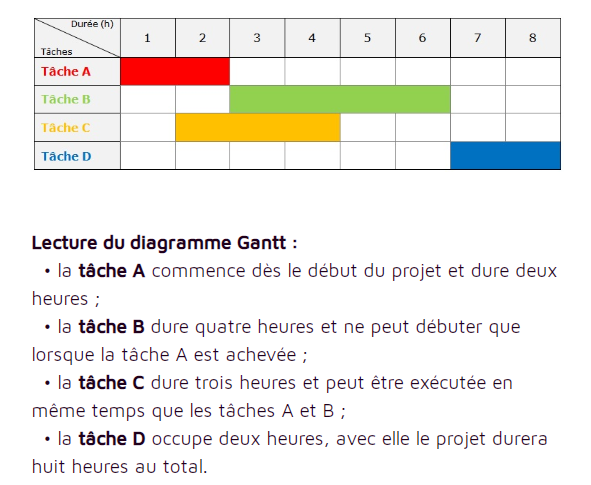 Durée (h)
Tâches
1 2 3 4 5 6 7 8
Tâche A
Tâche B
Tâche C
Tâche D
Lecture du diagramme Gantt :
• la tâche A commence dès le début du projet et dure deux
heures ;
• la tâche B dure quatre heures et ne peut débuter que
lorsque la tâche A est achevée ;
• la tâche C dure trois heures et peut être exécutée en
même temps que les tâches A et B ;
• la tâche D occupe deux heures, avec elle le projet durera
huit heures au total.